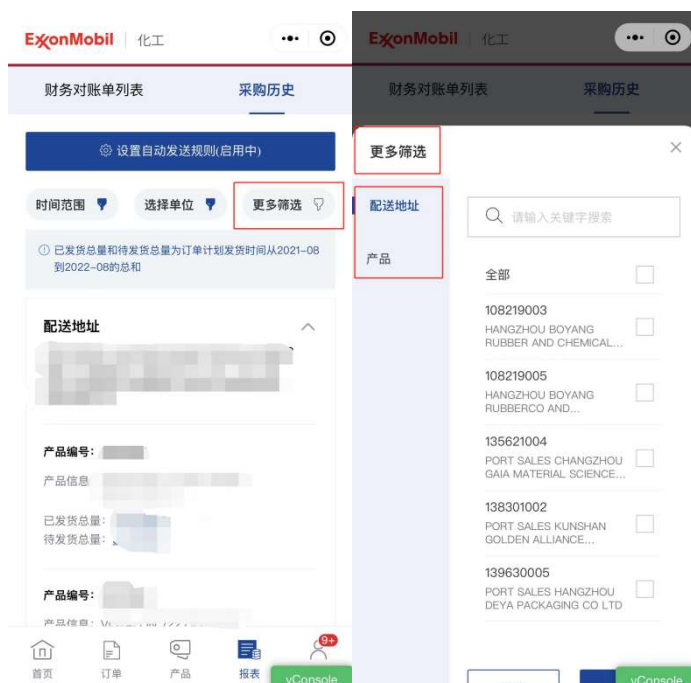 ExxonMobil 化工
财务对账单列表 采购历史
设置自动发送规则(启用中)
时间范围 选择单位 更多筛选
已发货总量和待发货总量为订单计划发货时间从2021-08
到2022-08的总和
配送地址
产品编号:
产品信息
已发货总量:
待发货总量:
产品编号:
产品信息:
9+
首页 订单 产品 报表 vConsole
ExxonMobil 化工
财务对账单列表 采购历史
更多筛选
配送地址
产品
请输入关键字搜索
全部
108219003
HANGZHOU BOYANG
RUBBER AND CHEMICAL...
108219005
HANGZHOU BOYANG
RUBBERCO AND...
135621004
PORT SALES CHANGZHOU
GAIA MATERIAL SCIENCE...
138301002
PORT SALES KUNSHAN
GOLDEN ALLIANCE...
139630005
PORT SALES HANGZHOU
DEYA PACKAGING CO LTD
vConsole